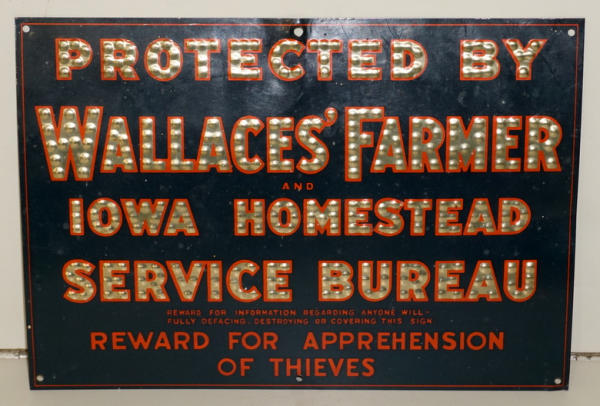 PROTECTED BY
WALLACES' FARMER
AND
IOWA HOMESTEAD
SERVICE BUREAU
REWARD FOR INFORMATION REGARDING ANYONE WILL-
FULLY DEFACING, DESTROYING OR COVERING THIS SIGN
REWARD FOR APPREHENSION
OF THIEVES